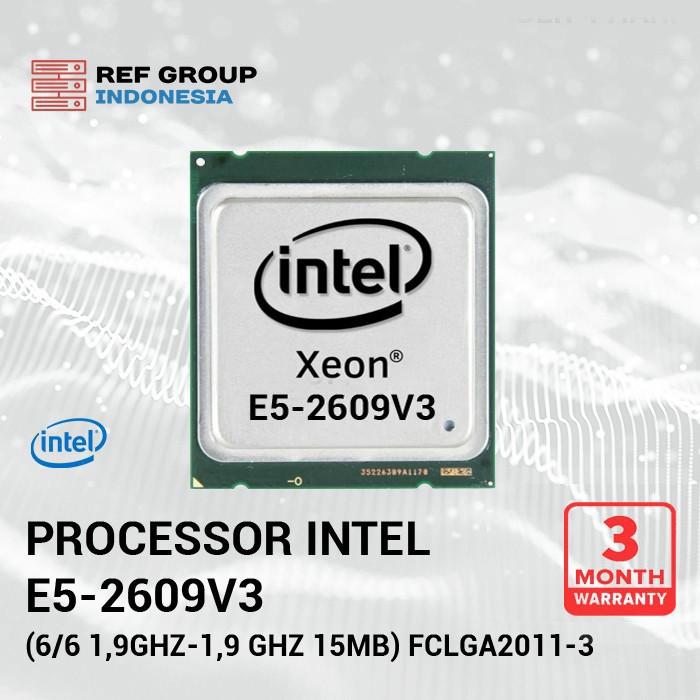 REF GROUP
INDONESIA
intel®
Xeon®
E5-2609V3
35226389A1170
-O
intel
PROCESSOR INTEL
E5-2609V3
(6/6 1,9GHZ-1,9 GHZ 15MB) FCLGA2011-3
3
MONTH
WARRANTY